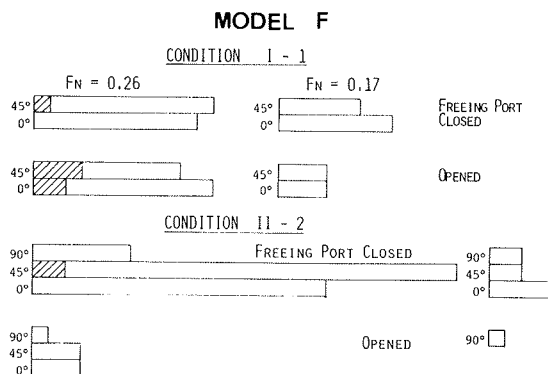 MODEL F
CONDITION I - 1
FN = 0.26 FN = 0.17
45° 45° FREEING PORT
0° 0° CLOSED
45° 45° OPENED
0° 0°
CONDITION II - 2
90° FREEING PORT CLOSED 90°
45° 45°
0° 0°
90° OPENED 90°
45°
0°